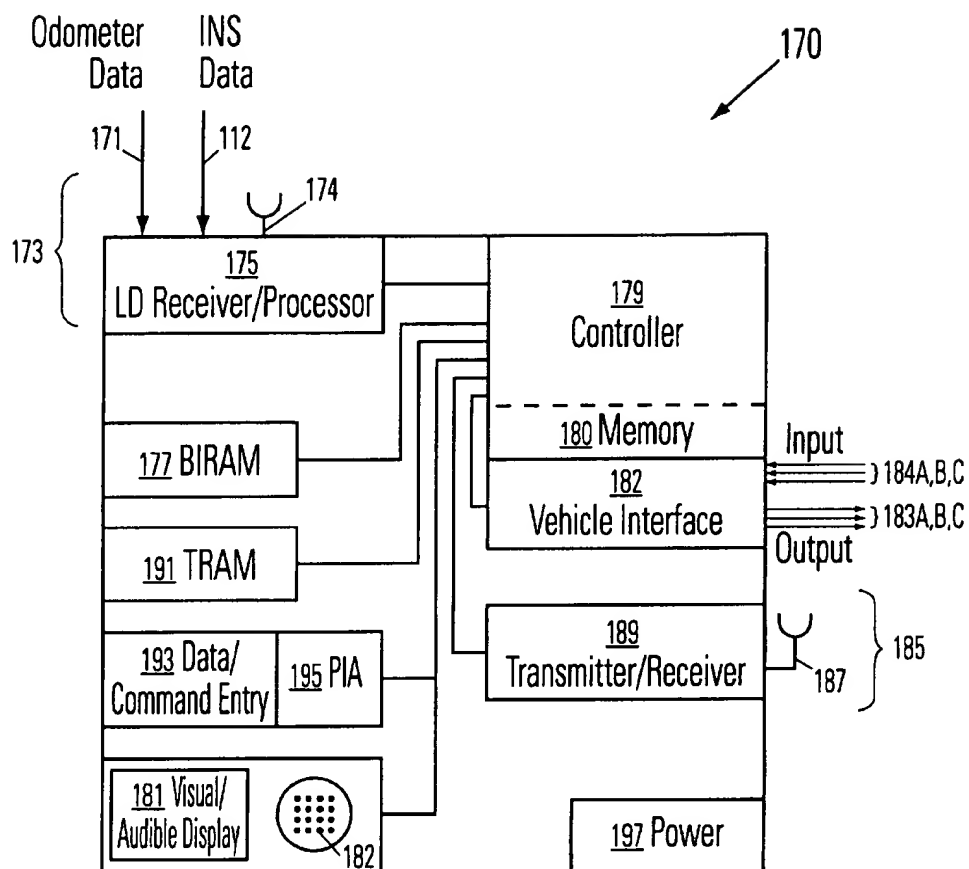 Odometer Data
INS Data
170
171
112
174
173
175
LD Receiver/Processor
179
Controller
180 Memory
177 BIRAM
182
Vehicle Interface
Input
184A,B,C
183A,B,C
Output
191 TRAM
193 Data/
Command Entry
195 PIA
189
Transmitter/Receiver
187
185
181 Visual/
Audible Display
182
197 Power